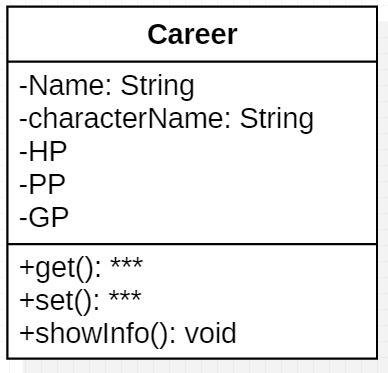 Career
-Name: String
-characterName: String
-HP
-PP
-GP
+get(): ***
+set(): ***
+showInfo(): void